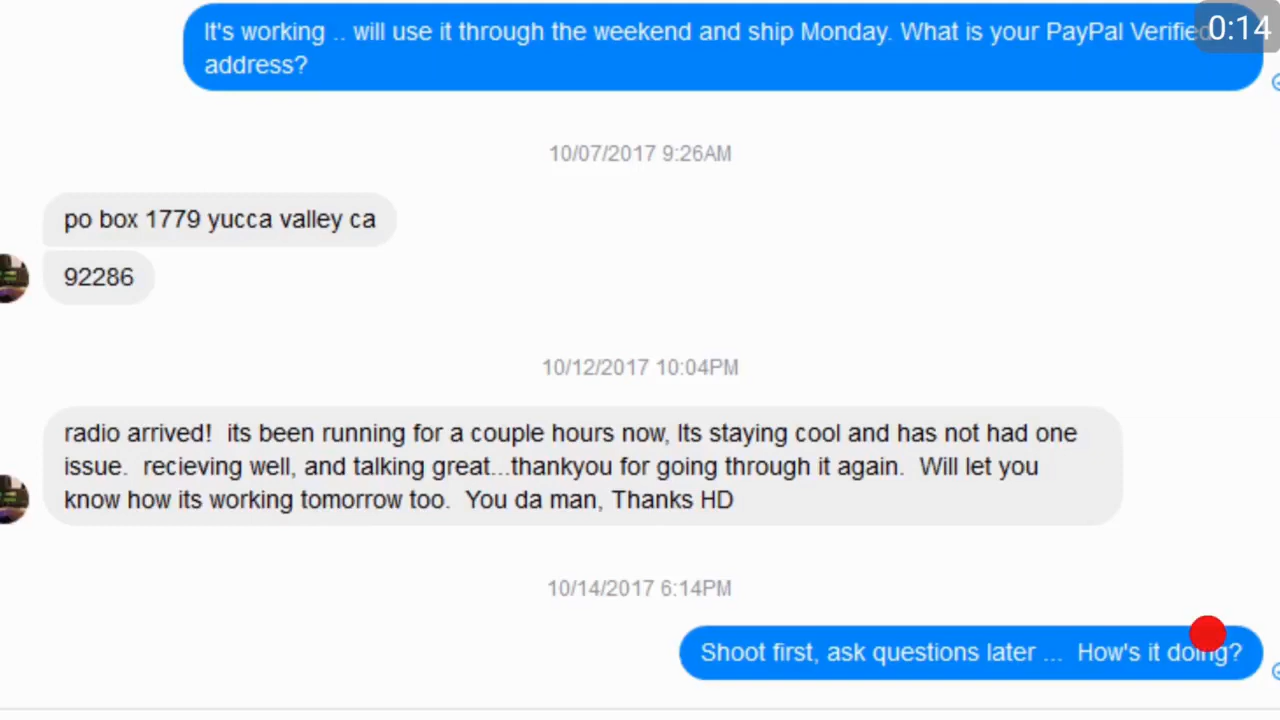 It's working .. will use it through the weekend and ship Monday. What is your PayPal Verified
0:14
address?
10/07/2017 9:26AM
po box 1779 yucca valley ca
92286
10/12/2017 10:04PM
radio arrived!  its been running for a couple hours now, Its staying cool and has not had one
issue.  recieving well, and talking great...thankyou for going through it again.  Will let you
know how its working tomorrow too.  You da man, Thanks HD
10/14/2017 6:14PM
Shoot first, ask questions later ...  How's it doing?